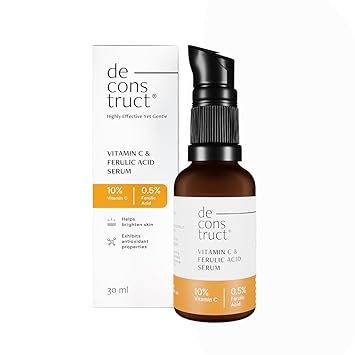 de
cons
truct®
Highly Effective Yet Gentle
VITAMIN C &
FERULIC ACID
SERUM
10%
Vitamin C
0.5%
Ferulic
Acid
Helps
brighten skin
Exhibits
antioxidant
properties
30 ml
de
cons
truct®
VITAMIN C &
FERULIC ACID
SERUM
10%
Vitamin C
0.5%
Ferulic
Acid